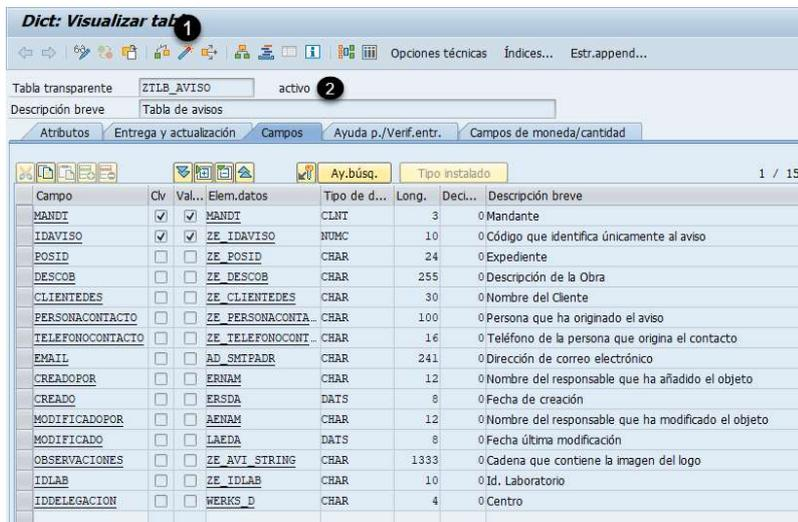 Dict: Visualizar tab
1
Opciones técnicas Índices... Estr.append...
Tabla transparente ZTLB_AVISO activo 2
Descripción breve Tabla de avisos
Atributos Entrega y actualización Campos Ayuda p./Verif.entr. Campos de moneda/cantidad
Ay.búsq. Tipo instalado 1 / 15
Campo Clv Val... Elem.datos Tipo de d... Long. Deci... Descripción breve
MANDT MANDT CLNT 3 0 Mandante
IDAVISO ZE_IDAVISO NUMC 10 0 Código que identifica únicamente al aviso
POSID ZE_POSID CHAR 24 0 Expediente
DESCOB ZE_DESCOB CHAR 255 0 Descripción de la Obra
CLIENTEDES ZE_CLIENTEDES CHAR 30 0 Nombre del Cliente
PERSONACONTACTO ZE_PERSONACONTA... CHAR 100 0 Persona que ha originado el aviso
TELEFONOCONTACTO ZE_TELEFONOCONT... CHAR 16 0 Teléfono de la persona que origina el contacto
EMAIL AD_SMTPADR CHAR 241 0 Dirección de correo electrónico
CREADOPOR ERNAM CHAR 12 0 Nombre del responsable que ha añadido el objeto
CREADO ERSDA DATS 8 0 Fecha de creación
MODIFICADOPOR AENAM CHAR 12 0 Nombre del responsable que ha modificado el objeto
MODIFICADO LAEDA DATS 8 0 Fecha última modificación
OBSERVACIONES ZE_AVI_STRING CHAR 1333 0 Cadena que contiene la imagen del logo
IDLAB ZE_IDLAB CHAR 10 0 Id. Laboratorio
IDDELEGACION WERKS_D CHAR 4 0 Centro